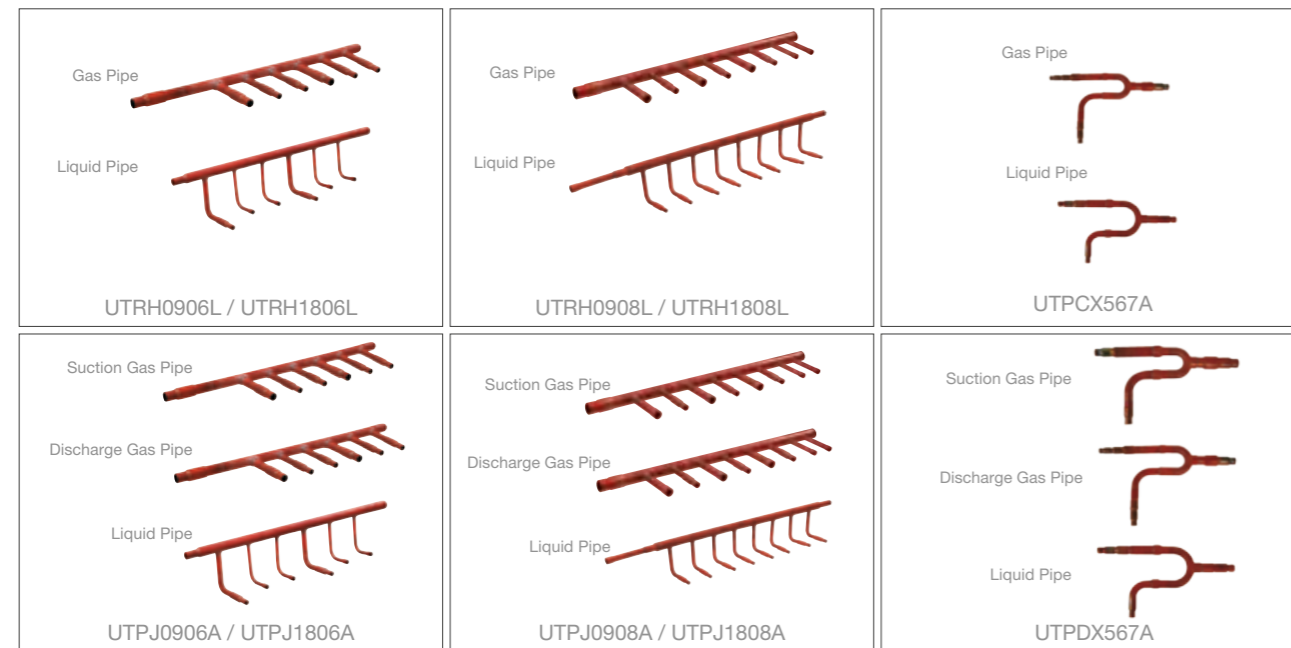 Gas Pipe
Liquid Pipe
UTRH0906L / UTRH1806L
Gas Pipe
Liquid Pipe
UTRH0908L / UTRH1808L
Gas Pipe
Liquid Pipe
UTPCX567A
Suction Gas Pipe
Discharge Gas Pipe
Liquid Pipe
UTPJ0906A / UTPJ1806A
Suction Gas Pipe
Discharge Gas Pipe
Liquid Pipe
UTPJ0908A / UTPJ1808A
Suction Gas Pipe
Discharge Gas Pipe
Liquid Pipe
UTPDX567A